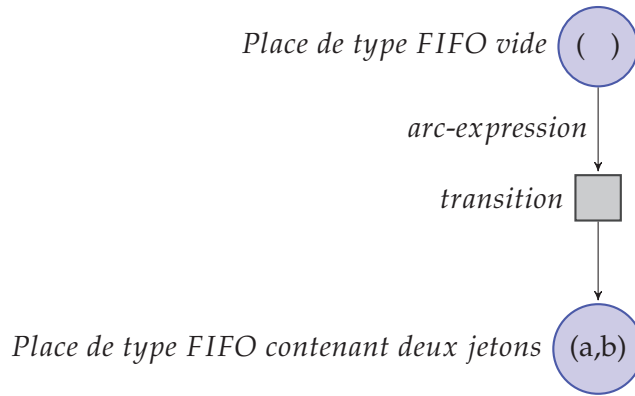 Place de type FIFO vide ( )
arc-expression
transition
Place de type FIFO contenant deux jetons (a,b)